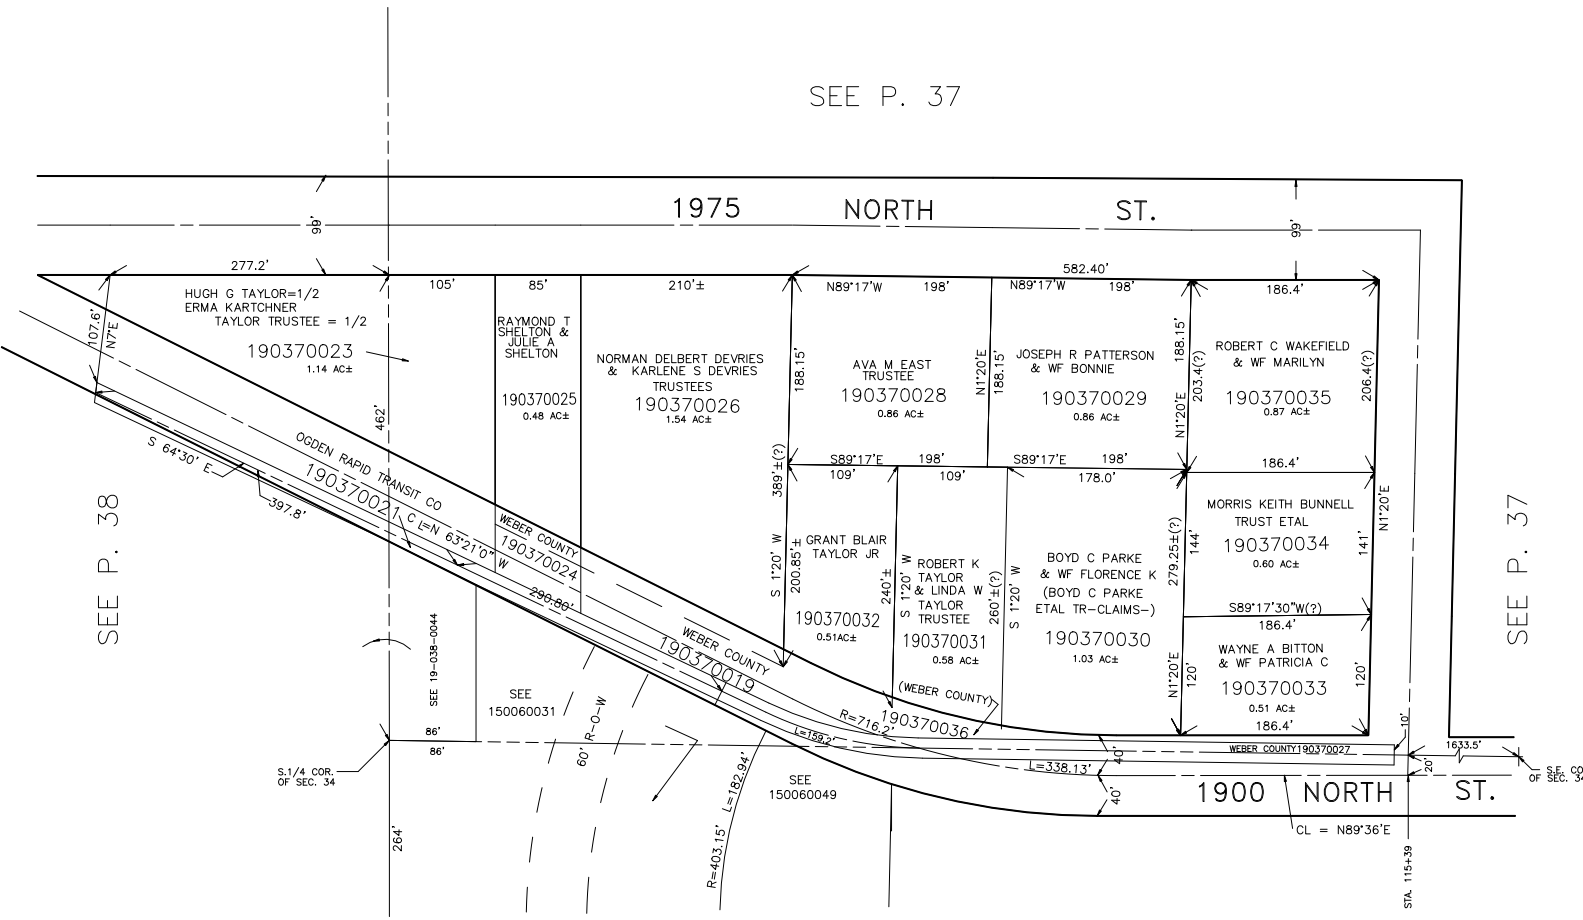 SEE P. 37
1975 NORTH ST.
99'
99'
277.2'
582.40'
105'
85'
210'±
N89°17'W 198'
N89°17'W 198'
186.4'
HUGH G TAYLOR=1/2
ERMA KARTCHNER
TAYLOR TRUSTEE = 1/2
190370023
1.14 AC±
107.6'
N7°E
462'
RAYMOND T
SHELTON &
JULIE A
SHELTON
190370025
0.48 AC±
NORMAN DELBERT DEVRIES
& KARLENE S DEVRIES
TRUSTEES
190370026
1.54 AC±
188.15'
389'±(?)
AVA M EAST
TRUSTEE
190370028
0.86 AC±
N1°20'E
188.15'
JOSEPH R PATTERSON
& WF BONNIE
190370029
0.86 AC±
188.15'
N1°20'E
203.4(?)
ROBERT C WAKEFIELD
& WF MARILYN
190370035
0.87 AC±
206.4(?)
S89°17'E 198'
S89°17'E 198'
186.4'
109'
109'
178.0'
S 1°20' W
200.85'±
GRANT BLAIR
TAYLOR JR
190370032
0.51AC±
240'±
S 1°20' W
ROBERT K
TAYLOR
& LINDA W
TAYLOR
TRUSTEE
190370031
0.58 AC±
260'±(?)
S 1°20' W
BOYD C PARKE
& WF FLORENCE K
(BOYD C PARKE
ETAL TR-CLAIMS-)
190370030
1.03 AC±
279.25±(?)
144'
MORRIS KEITH BUNNELL
TRUST ETAL
190370034
0.60 AC±
141'
N1°20'E
S89°17'30"W(?)
186.4'
N1°20'E
120'
WAYNE A BITTON
& WF PATRICIA C
190370033
0.51 AC±
186.4'
120'
SEE P. 38
SEE P. 37
S 64°30' E
397.8'
OGDEN RAPID TRANSIT CO
190370021
C L=N 63°21'0" W
WEBER COUNTY
190370024
290.80'
WEBER COUNTY
190370019
(WEBER COUNTY)
190370036
R=716.2'
L=159.2'
L=338.13'
WEBER COUNTY190370027
40'
40'
10'
20'
1633.5'
S.E. CO
OF SEC. 34
1900 NORTH ST.
CL = N89°36'E
STA. 115+39
SEE 19-038-0044
SEE
150060031
86'
86'
S.1/4 COR.
OF SEC. 34
264'
60' R-O-W
R=403.15' L=182.94'
SEE
150060049